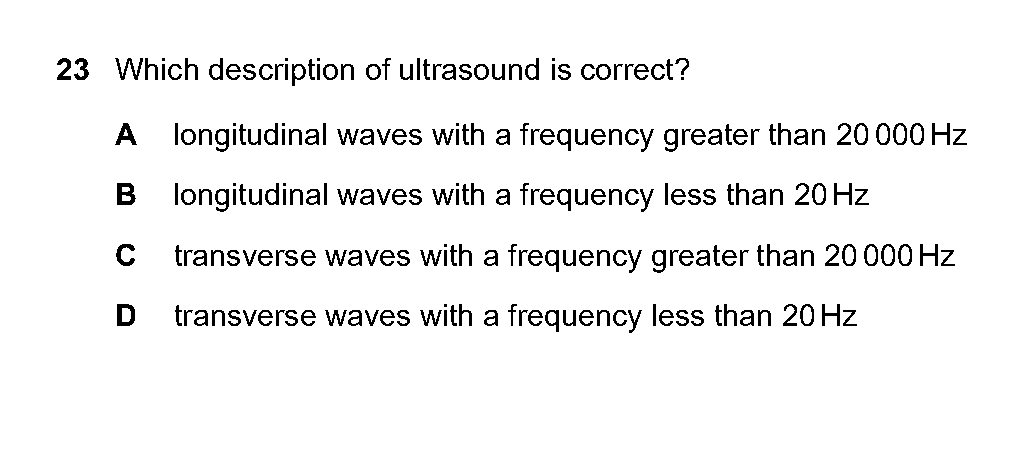 23 Which description of ultrasound is correct?
A longitudinal waves with a frequency greater than 20 000 Hz
B longitudinal waves with a frequency less than 20 Hz
C transverse waves with a frequency greater than 20 000 Hz
D transverse waves with a frequency less than 20 Hz